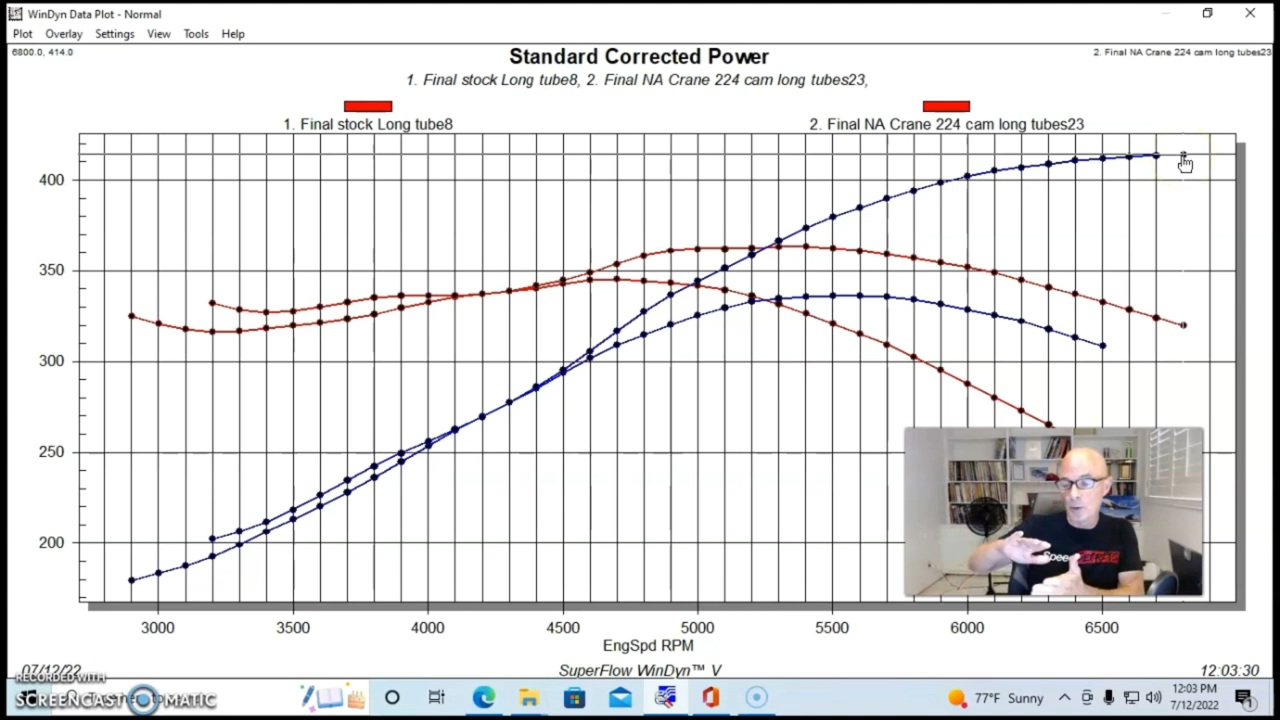 WinDyn Data Plot - Normal
Plot Overlay Settings View Tools Help
6800.0, 414.0
2. Final NA Crane 224 cam long tubes23
Standard Corrected Power
1. Final stock Long tube8, 2. Final NA Crane 224 cam long tubes23,
1. Final stock Long tube8
2. Final NA Crane 224 cam long tubes23
400
350
300
250
200
3000 3500 4000 4500 5000 5500 6000 6500
EngSpd RPM
07/12/22
SuperFlow WinDyn™ V
12:03:30
RECORDED WITH
SCREENCAST MATIC
77°F Sunny
12:03 PM
7/12/2022
1